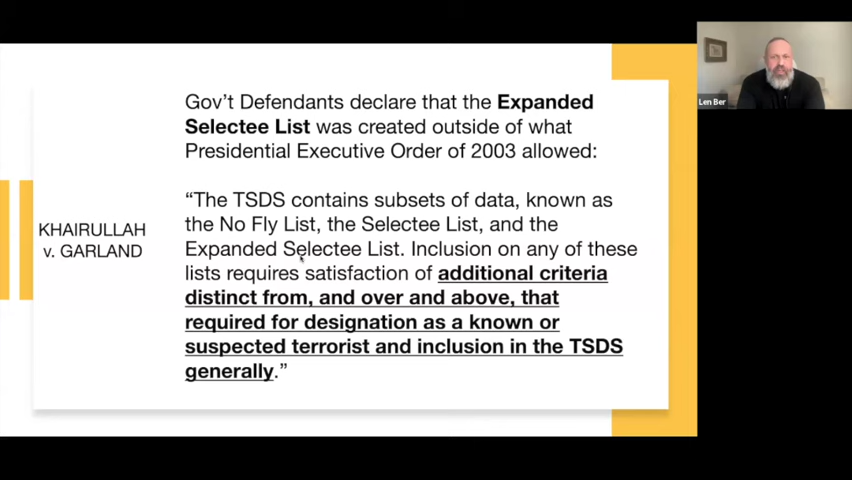 Gov't Defendants declare that the Expanded
Selectee List was created outside of what
Presidential Executive Order of 2003 allowed:
"The TSDS contains subsets of data, known as
the No Fly List, the Selectee List, and the
Expanded Selectee List. Inclusion on any of these
lists requires satisfaction of additional criteria
distinct from, and over and above, that
required for designation as a known or
suspected terrorist and inclusion in the TSDS
generally."
KHAIRULLAH
v. GARLAND
Len Ber